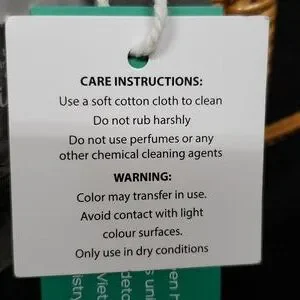 CARE INSTRUCTIONS:
Use a soft cotton cloth to clean
Do not rub harshly
Do not use perfumes or any
other chemical cleaning agents
WARNING:
Color may transfer in use.
Avoid contact with light
colour surfaces.
Only use in dry conditions